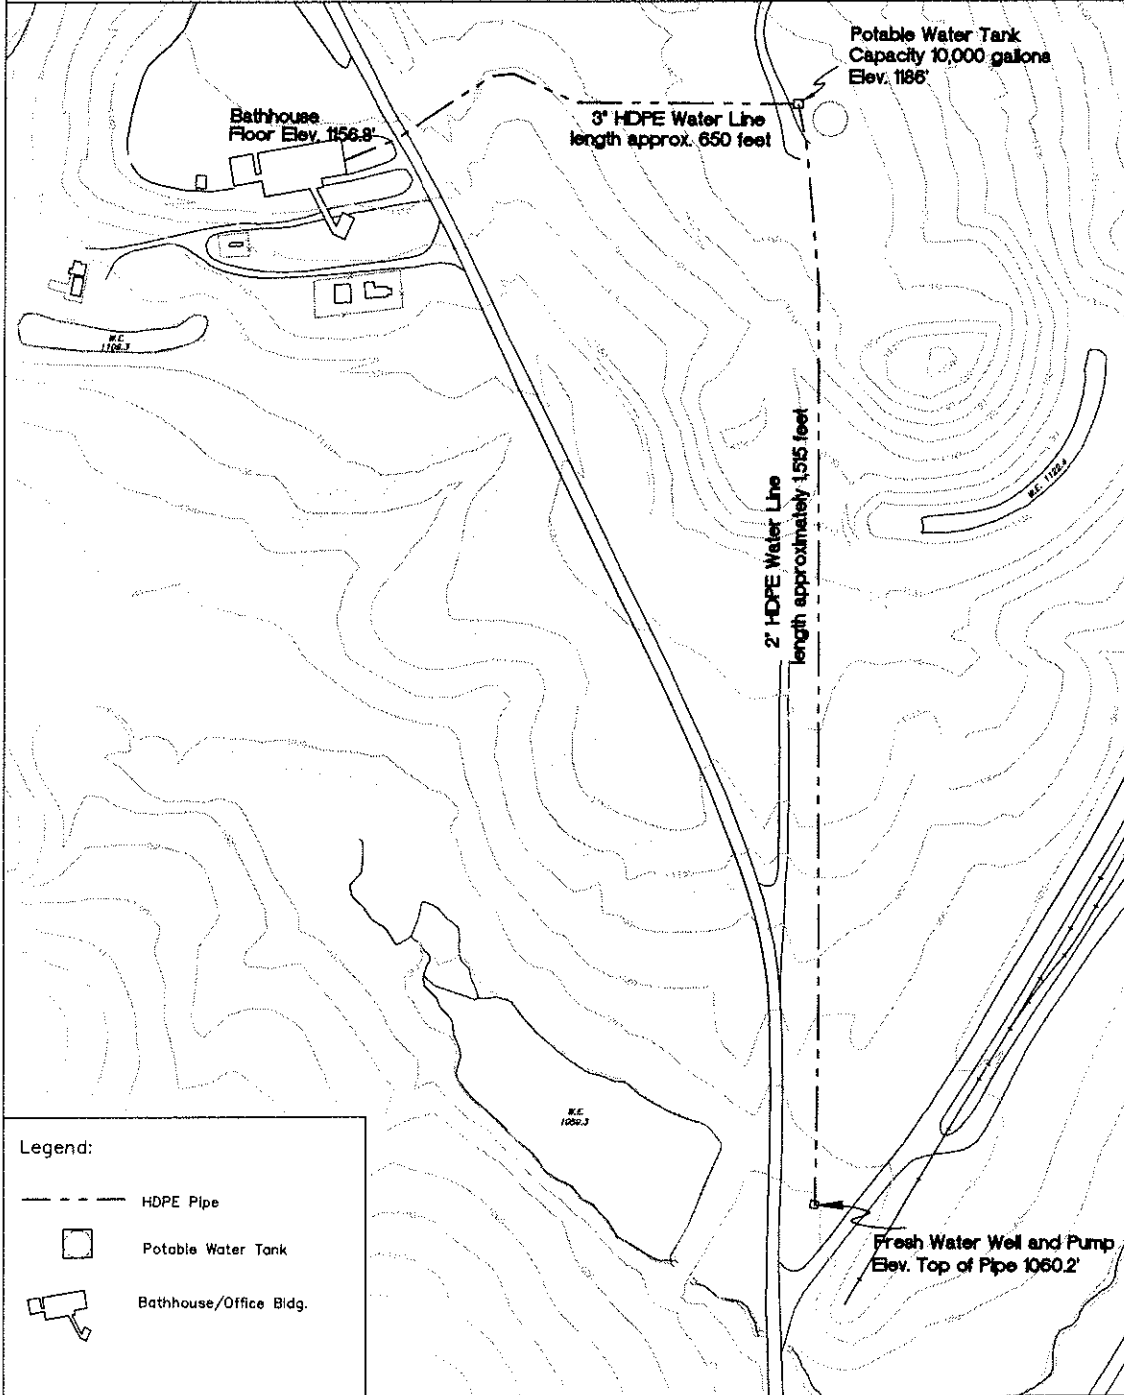 Potable Water Tank
Capacity 10,000 gallons
Elev. 1186'
Bathhouse
Floor Elev. 1156.8'
3" HDPE Water Line
length approx. 650 feet
W.E.
2" HDPE Water Line
length approximately 1,515 feet
W.E. 1122.4
W.E.
Fresh Water Well and Pump
Elev. Top of Pipe 1060.2'
Legend:
HDPE Pipe
Potable Water Tank
Bathhouse/Office Bldg.